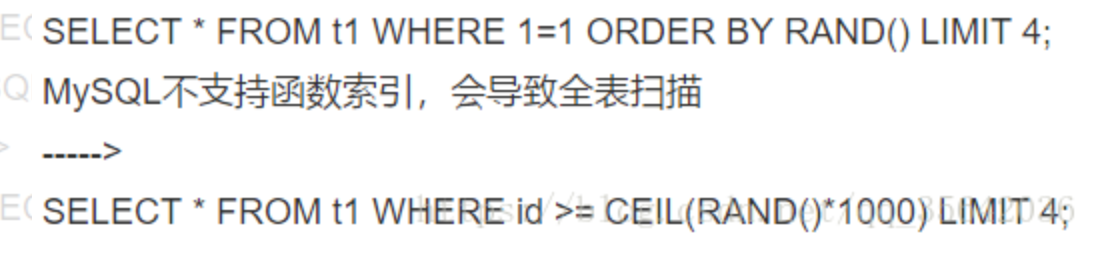 SELECT * FROM t1 WHERE 1=1 ORDER BY RAND() LIMIT 4;
MySQL不支持函数索引，会导致全表扫描
----->
SELECT * FROM t1 WHERE id >= CEIL(RAND()*1000) LIMIT 4;